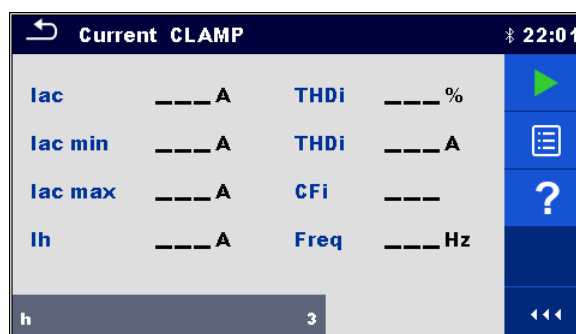 Current CLAMP 22:01
Iac ___A THDi ___%
Iac min ___A THDi ___A
Iac max ___A CFi ___
Ih ___A Freq ___Hz
?
h 3